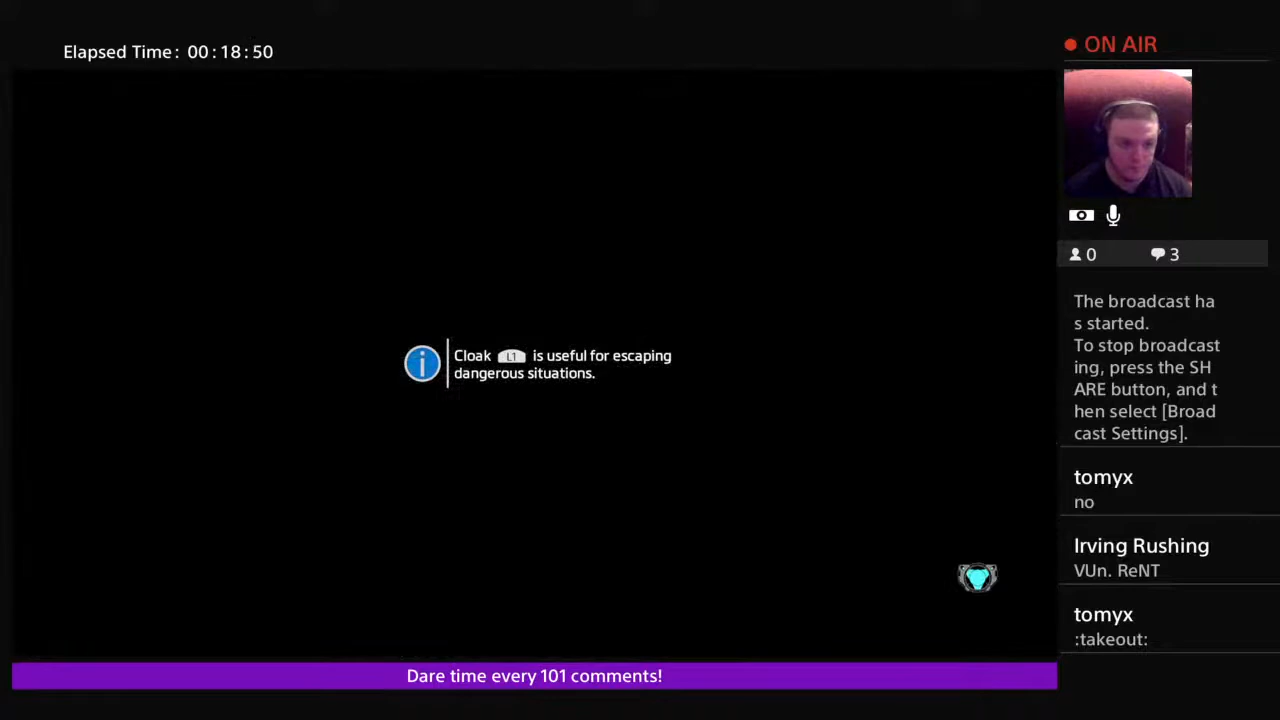 Elapsed Time: 00:18:50
ON AIR
0 3
The broadcast ha
s started.
To stop broadcast
ing, press the SH
ARE button, and t
hen select [Broad
cast Settings].
Cloak L1 is useful for escaping
dangerous situations.
tomyx
no
Irving Rushing
VUn. ReNT
tomyx
:takeout:
Dare time every 101 comments!